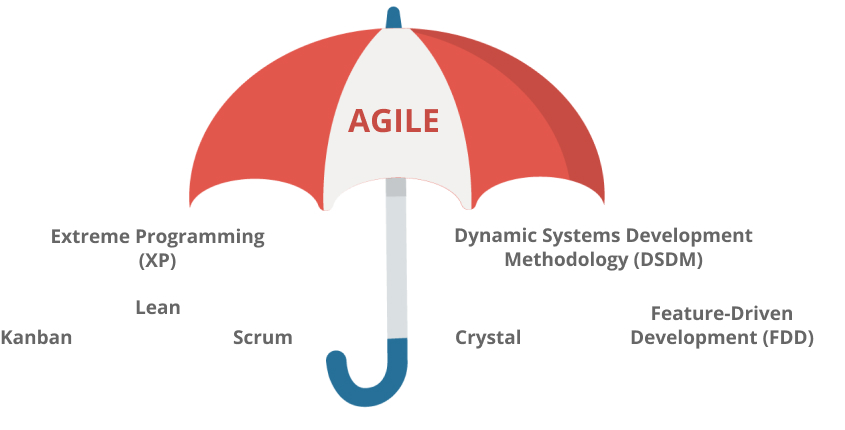 AGILE
Extreme Programming
(XP)
Dynamic Systems Development
Methodology (DSDM)
Lean
Kanban
Scrum
Crystal
Feature-Driven
Development (FDD)